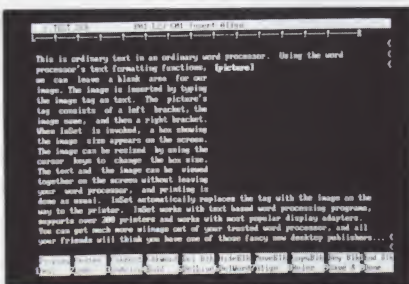 This is ordinary text in an ordinary word processor. Using the word
processor's text formatting functions, [picture]
we can leave a blank area for our
image. The image is inserted by typing
the image tag as text. The picture's
tag consists of a left bracket, the
image name, and then a right bracket.
When InSet is invoked, a box showing
the image size appears on the screen.
The image can be resized by using the
cursor keys to change the box size.
The text and the image can be viewed
together on the screen without leaving
your word processor, and printing is
done as usual. InSet automatically replaces the tag with the image on the
way to the printer. InSet works with text based word processing programs,
supports over 200 printers and works with most popular display adapters.
You can get much more mileage out of your trusted word processor, and all
your friends will think you have one of those fancy new desktop publishers...